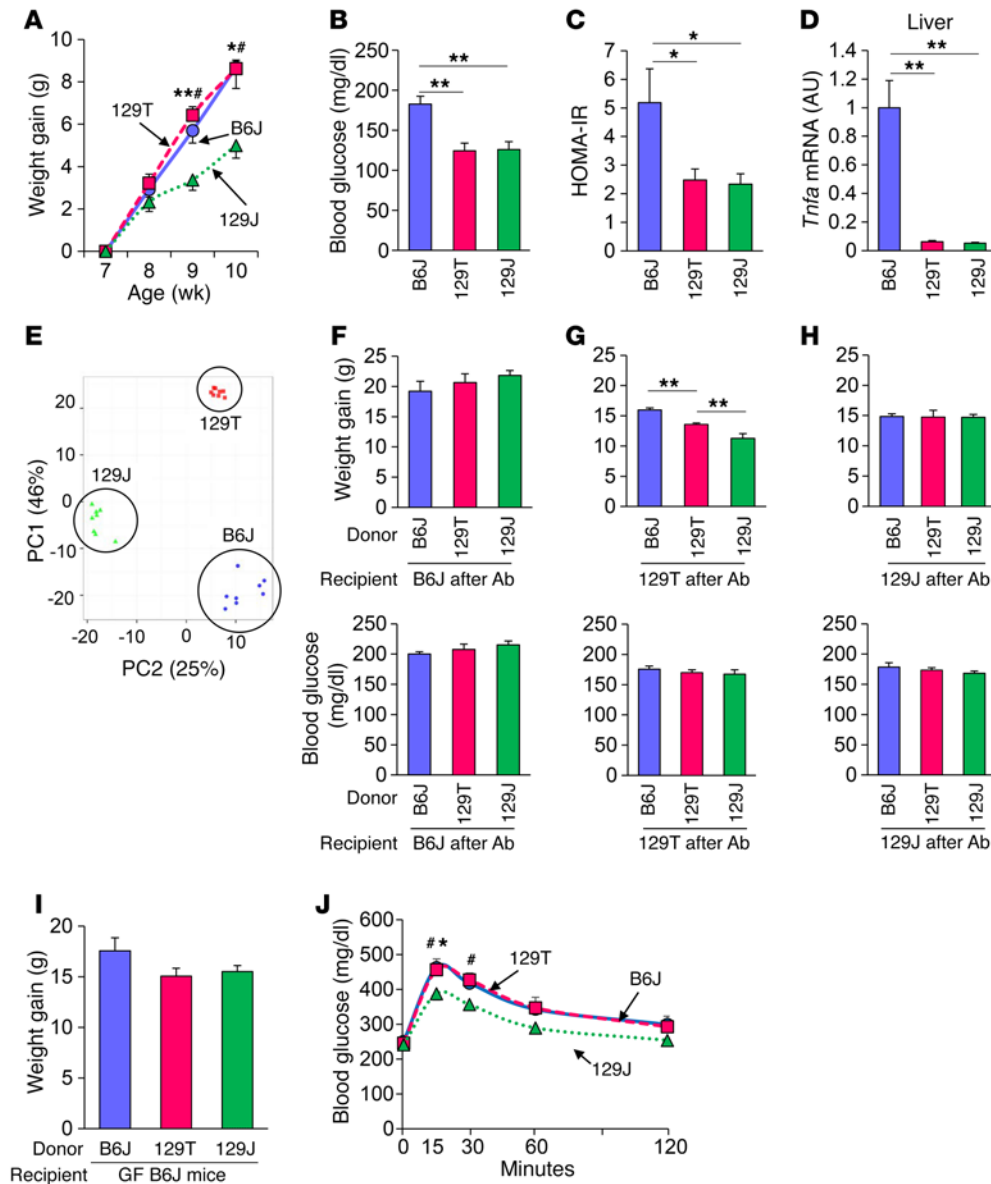 A
Weight gain (g)
10
8
6
4
2
0
7
8
9
10
Age (wk)
129T
**#
*#
B6J
129J
B
Blood glucose (mg/dl)
250
200
150
100
50
0
**
**
B6J
129T
129J
C
HOMA-IR
7
6
5
4
3
2
1
0
*
*
B6J
129T
129J
D
Liver
Tnfa mRNA (AU)
1.4
1.2
1
0.8
0.6
0.4
0.2
0
**
**
B6J
129T
129J
E
PC1 (46%)
20
10
0
-10
-20
129T
129J
B6J
-20
-10
0
10
PC2 (25%)
F
Weight gain (g)
25
20
15
10
5
0
Donor
B6J
129T
129J
Recipient
B6J after Ab
G
25
20
15
10
5
0
**
**
B6J
129T
129J
129T after Ab
H
25
20
15
10
5
0
B6J
129T
129J
129J after Ab
Blood glucose
(mg/dl)
250
200
150
100
50
0
Donor
B6J
129T
129J
Recipient
B6J after Ab
250
200
150
100
50
0
B6J
129T
129J
129T after Ab
250
200
150
100
50
0
B6J
129T
129J
129J after Ab
I
Weight gain (g)
20
15
10
5
0
Donor
B6J 129T 129J
Recipient
GF B6J mice
J
Blood glucose (mg/dl)
600
500
400
300
200
100
0
# *
#
129T
B6J
129J
0 15 30 60 120
Minutes